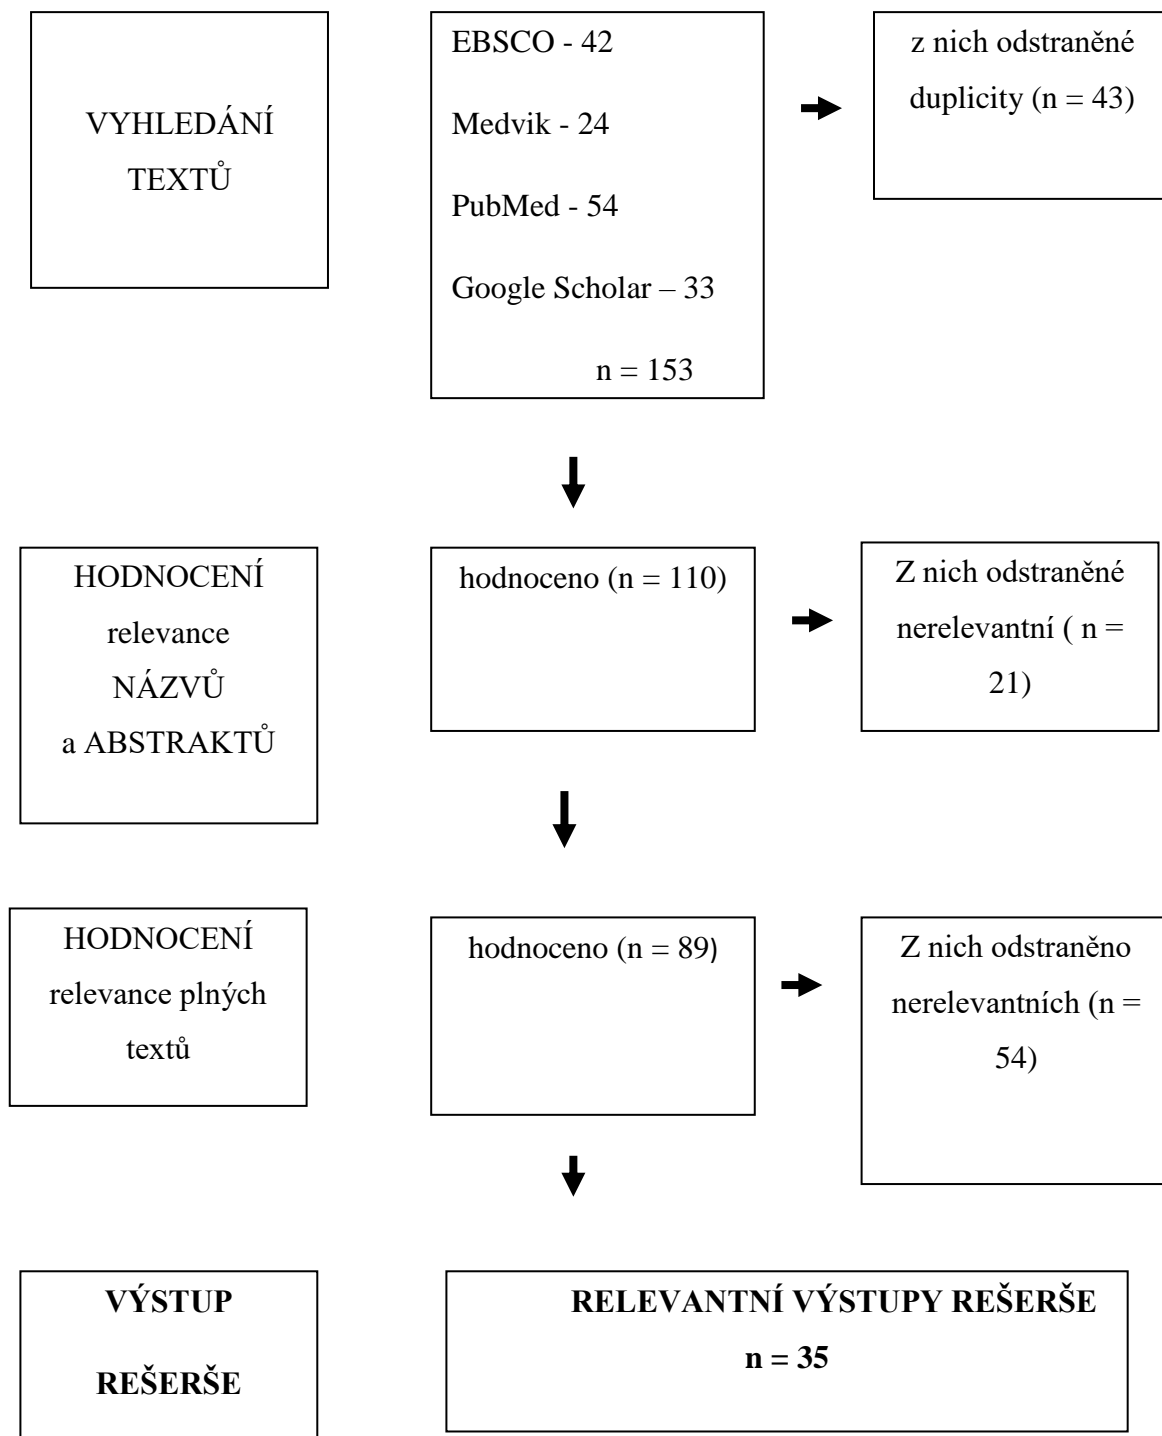 VYHLEDÁNÍ
TEXTŮ
EBSCO - 42
Medvik - 24
PubMed - 54
Google Scholar – 33
n = 153
z nich odstraněné
duplicity (n = 43)
HODNOCENÍ
relevance
NÁZVŮ
a ABSTRAKTŮ
hodnoceno (n = 110)
Z nich odstraněné
nerelevantní ( n =
21)
HODNOCENÍ
relevance plných
textů
hodnoceno (n = 89)
Z nich odstraněno
nerelevantních (n =
54)
VÝSTUP
REŠERŠE
RELEVANTNÍ VÝSTUPY REŠERŠE
n = 35